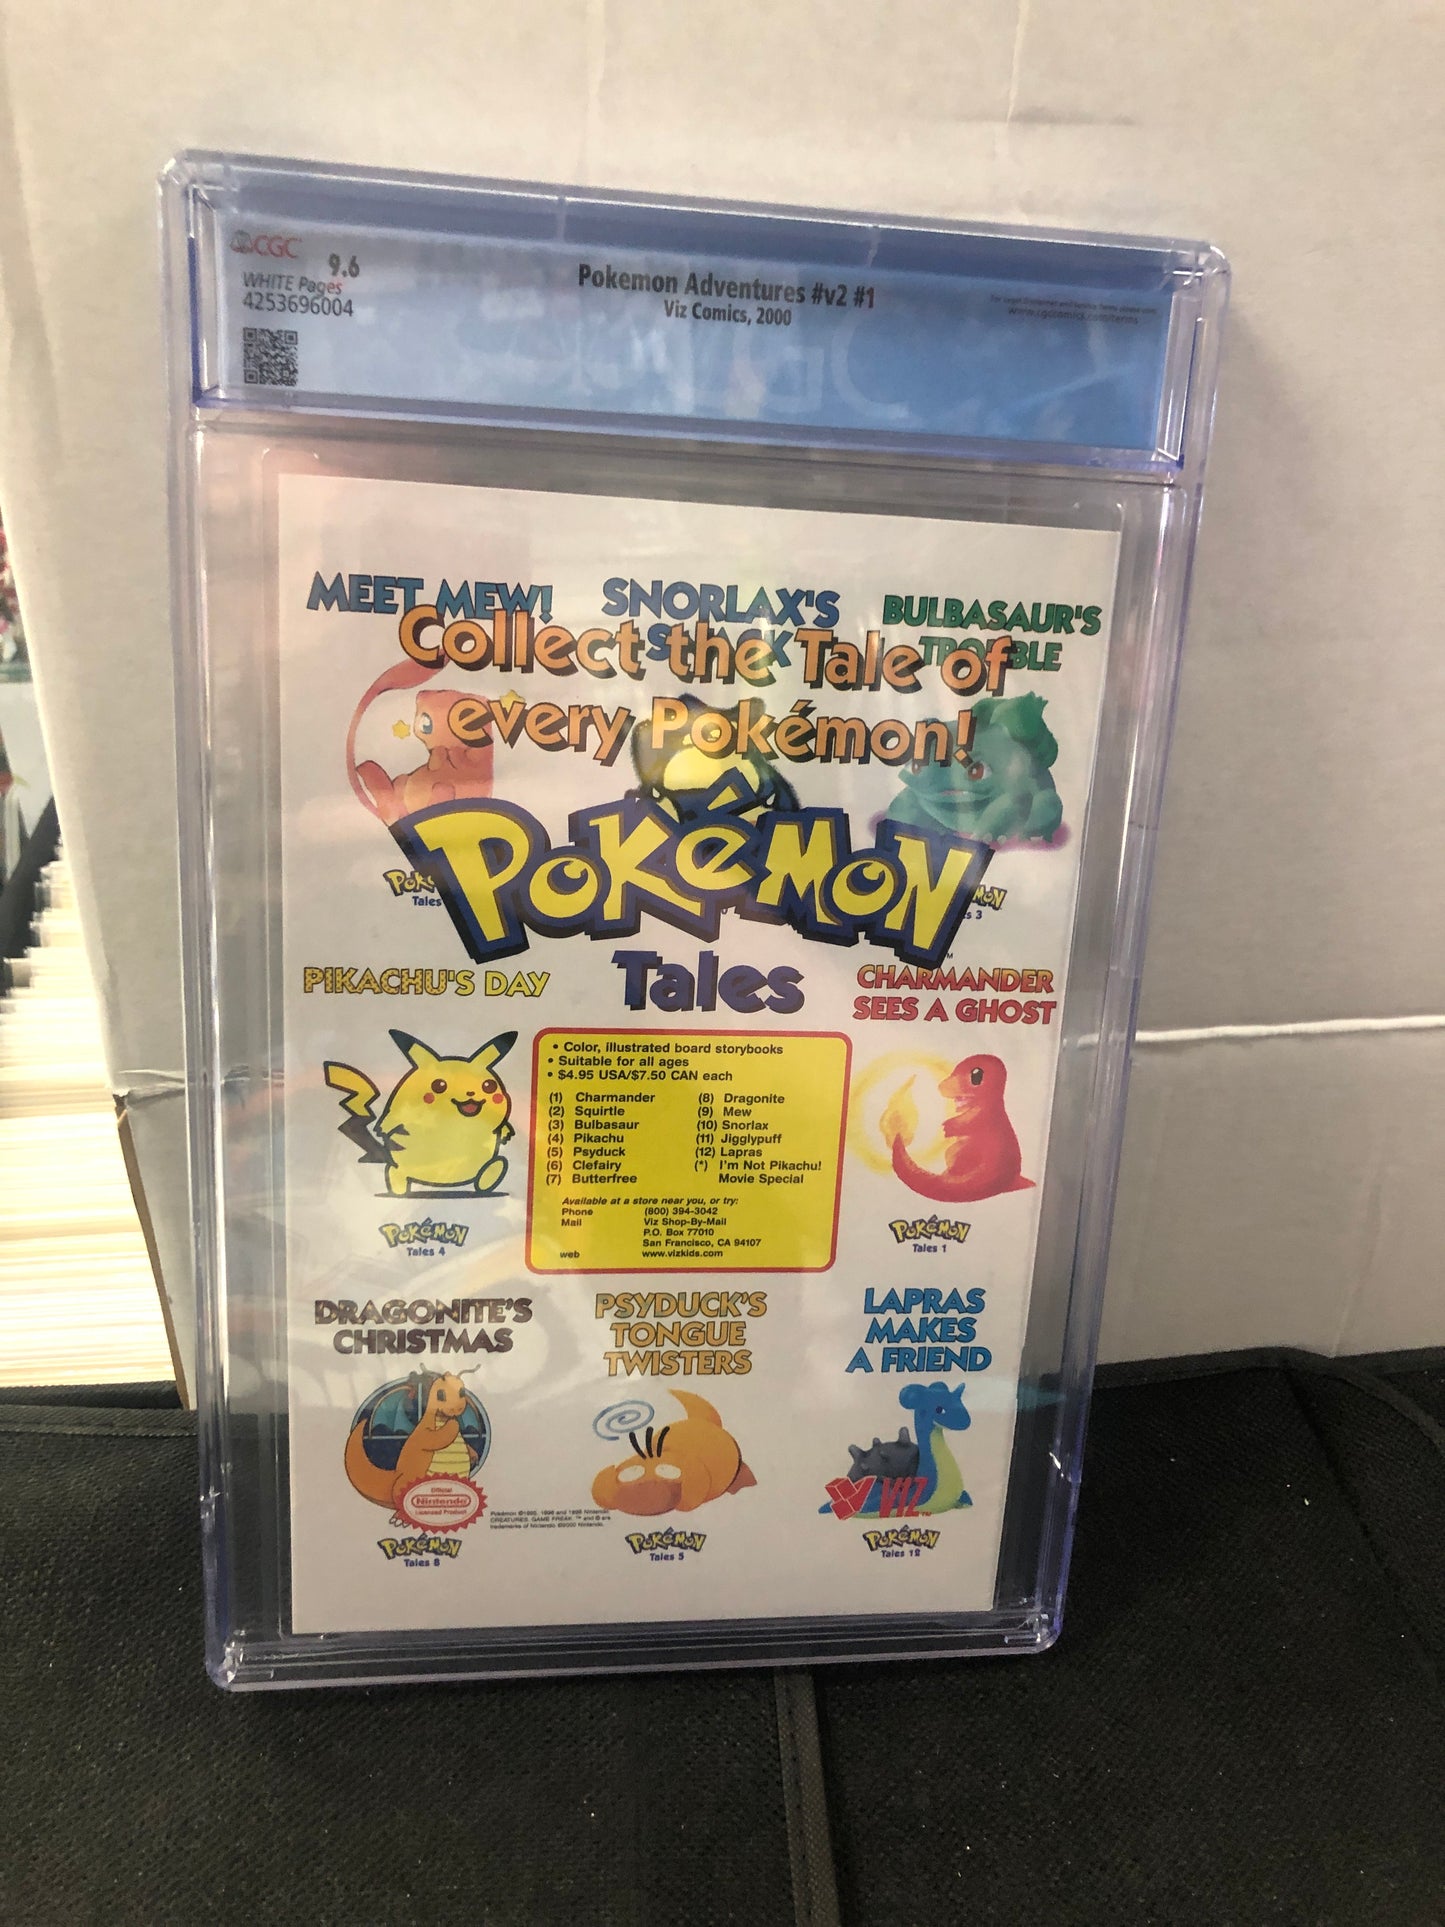 CGC
9.6
WHITE Pages
4253696004
Pokemon Adventures #v2 #1
Viz Comics, 2000
www.cgccomics.com/terms
MEET MEW!
SNORLAX'S
BULBASAUR'S
Collect the Tale of
every Pokémon!
POKéMON
Tales
PIKACHU'S DAY
CHARMANDER
SEES A GHOST
• Color, illustrated board storybooks
• Suitable for all ages
• $4.95 USA/$7.50 CAN each
(1) Charmander
(2) Squirtle
(3) Bulbasaur
(4) Pikachu
(5) Psyduck
(6) Clefairy
(7) Butterfree
(8) Dragonite
(9) Mew
(10) Snorlax
(11) Jigglypuff
(12) Lapras
(*) I'm Not Pikachu!
Movie Special
Available at a store near you, or try:
Phone (800) 394-3042
Mail Viz Shop-By-Mail
P.O. Box 77010
San Francisco, CA 94107
web www.vizkids.com
POKéMON
Tales 4
POKéMON
Tales 1
DRAGONITE'S
CHRISTMAS
PSYDUCK'S
TONGUE
TWISTERS
LAPRAS
MAKES
A FRIEND
Official
Nintendo
Licensed Product
VIZ
POKéMON
Tales 8
POKéMON
Tales 5
POKéMON
Tales 12